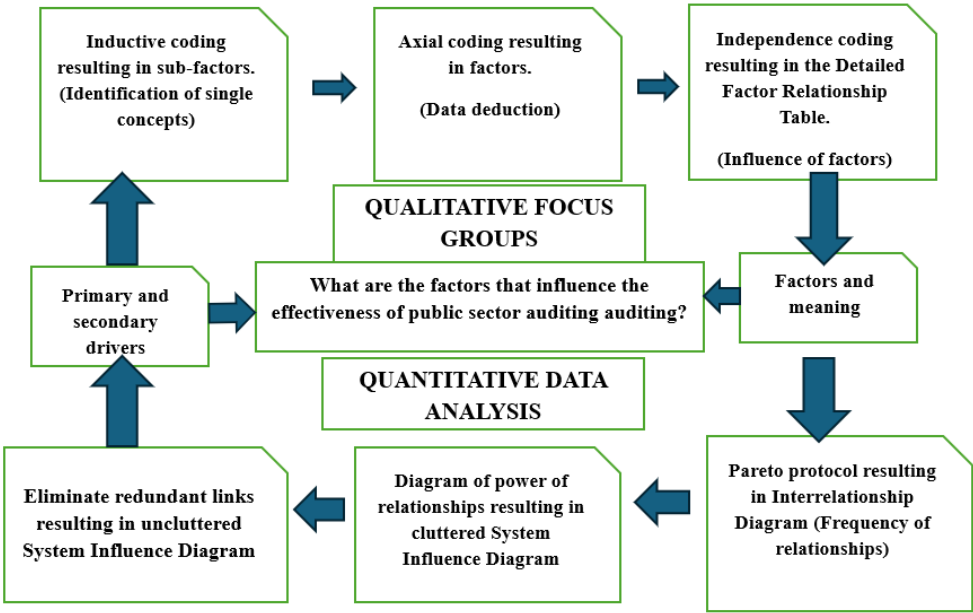 Inductive coding
resulting in sub-factors.
(Identification of single
concepts)
Axial coding resulting
in factors.
(Data deduction)
Independence coding
resulting in the Detailed
Factor Relationship
Table.
(Influence of factors)
QUALITATIVE FOCUS
GROUPS
Primary and
secondary
drivers
What are the factors that influence the
effectiveness of public sector auditing auditing?
Factors and
meaning
QUANTITATIVE DATA
ANALYSIS
Eliminate redundant links
resulting in uncluttered
System Influence Diagram
Diagram of power of
relationships resulting in
cluttered System
Influence Diagram
Pareto protocol resulting
in Interrelationship
Diagram (Frequency of
relationships)